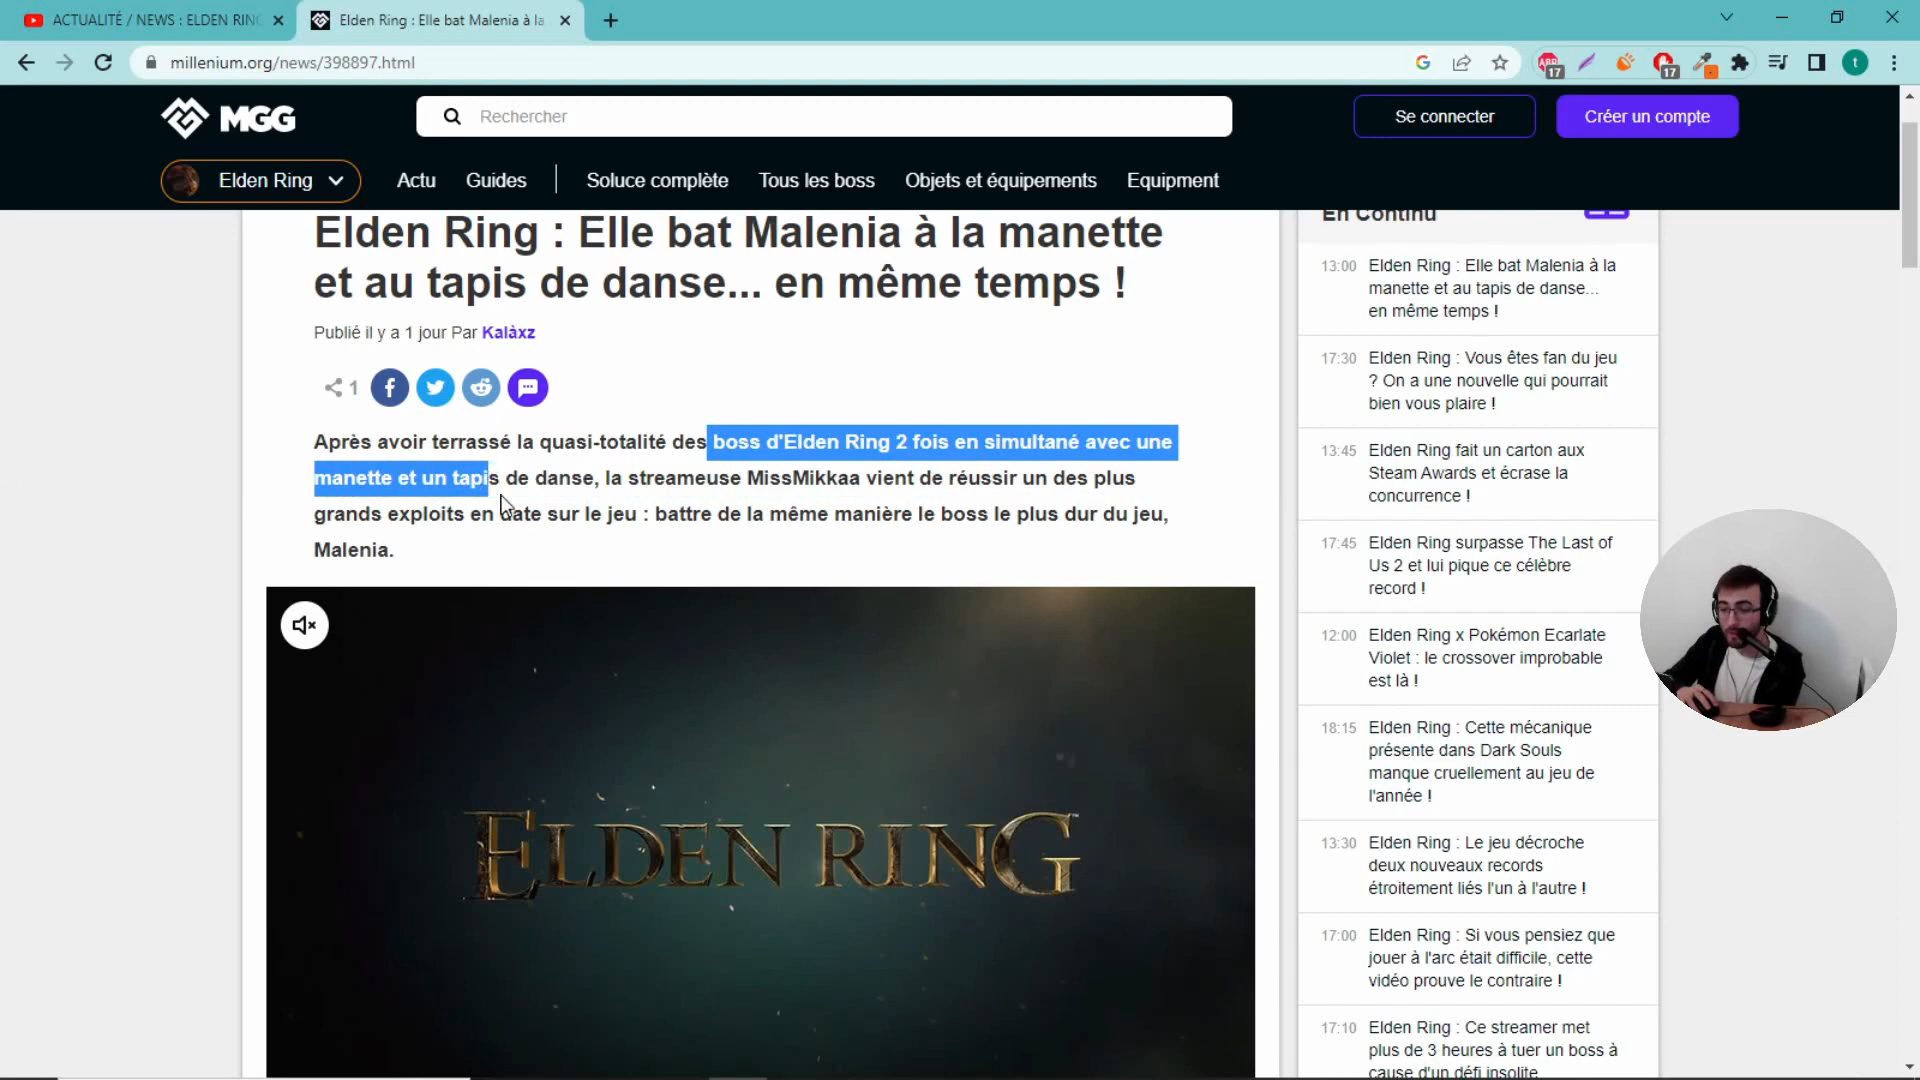 ACTUALITÉ / NEWS : ELDEN RIN
Elden Ring : Elle bat Malenia à la
millenium.org/news/398897.html
17
17
t
MGG
Rechercher
Se connecter
Créer un compte
Elden Ring
Actu
Guides
Soluce complète
Tous les boss
Objets et équipements
Equipment
Elden Ring : Elle bat Malenia à la manette
et au tapis de danse... en même temps !
Publié il y a 1 jour Par Kalàxz
1
Après avoir terrassé la quasi-totalité des boss d'Elden Ring 2 fois en simultané avec une
manette et un tapis de danse, la streameuse MissMikkaa vient de réussir un des plus
grands exploits en date sur le jeu : battre de la même manière le boss le plus dur du jeu,
Malenia.
ELDEN RING
En Continu
13:00 Elden Ring : Elle bat Malenia à la
manette et au tapis de danse...
en même temps !
17:30 Elden Ring : Vous êtes fan du jeu
? On a une nouvelle qui pourrait
bien vous plaire !
13:45 Elden Ring fait un carton aux
Steam Awards et écrase la
concurrence !
17:45 Elden Ring surpasse The Last of
Us 2 et lui pique ce célèbre
record !
12:00 Elden Ring x Pokémon Ecarlate
Violet : le crossover improbable
est là !
18:15 Elden Ring : Cette mécanique
présente dans Dark Souls
manque cruellement au jeu de
l'année !
13:30 Elden Ring : Le jeu décroche
deux nouveaux records
étroitement liés l'un à l'autre !
17:00 Elden Ring : Si vous pensiez que
jouer à l'arc était difficile, cette
vidéo prouve le contraire !
17:10 Elden Ring : Ce streamer met
plus de 3 heures à tuer un boss à
cause d'un défi insolite